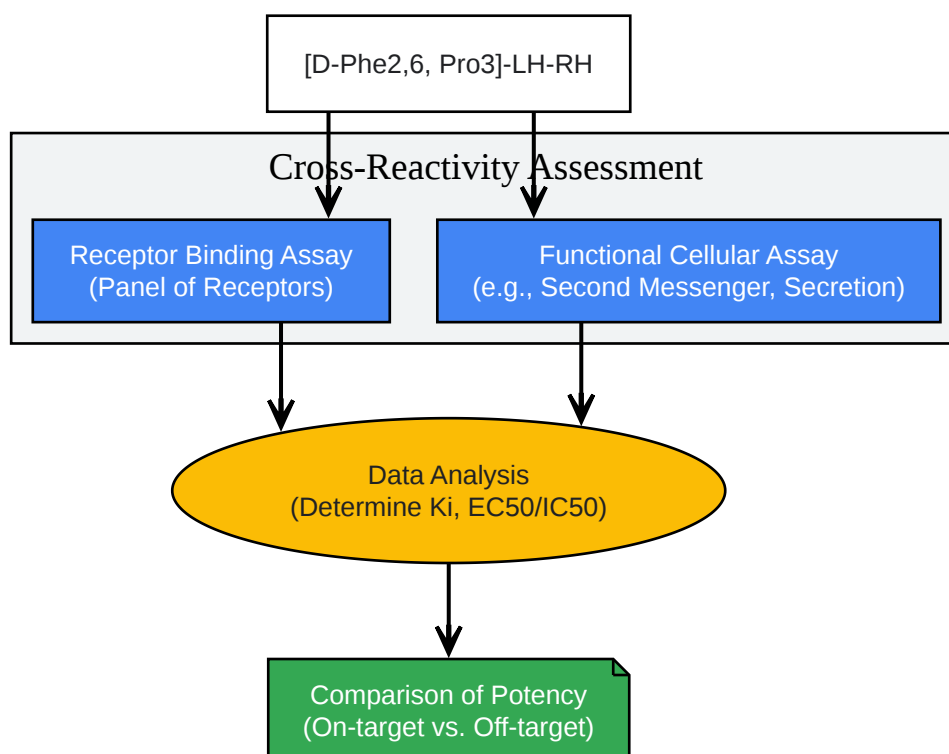 [D-Phe2,6, Pro3]-LH-RH
Cross-Reactivity Assessment
Receptor Binding Assay
(Panel of Receptors)
Functional Cellular Assay
(e.g., Second Messenger, Secretion)
Data Analysis
(Determine Ki, EC50/IC50)
Comparison of Potency
(On-target vs. Off-target)